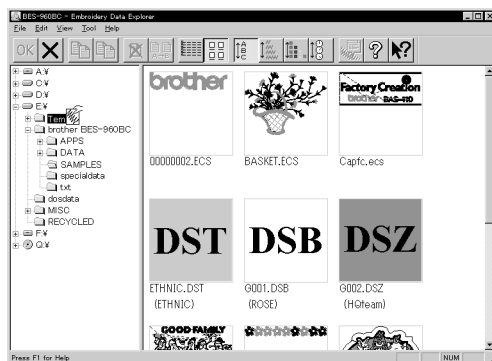 BES-960BC - Embroidery Data Explorer
File Edit View Tool Help
OK
A:¥
C:¥
D:¥
E:¥
Tem
brother BES-960BC
APPS
DATA
SAMPLES
specialdata
txt
dosdata
MISC
RECYCLED
F:¥
Q:¥
brother
00000002.ECS
BASKET.ECS
Factory Creation
brother BAS-410
Capfc.ecs
DST
ETHNIC.DST
(ETHNIC)
DSB
G001.DSB
(ROSE)
DSZ
G002.DSZ
(HQteam)
GOOD FAMILY
Press F1 for Help
NUM